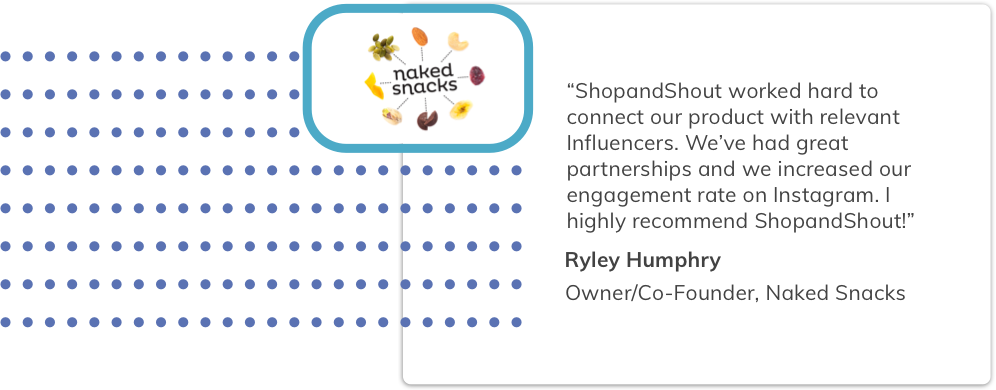 naked
snacks
“ShopandShout worked hard to
connect our product with relevant
Influencers. We’ve had great
partnerships and we increased our
engagement rate on Instagram. I
highly recommend ShopandShout!”
Ryley Humphry
Owner/Co-Founder, Naked Snacks